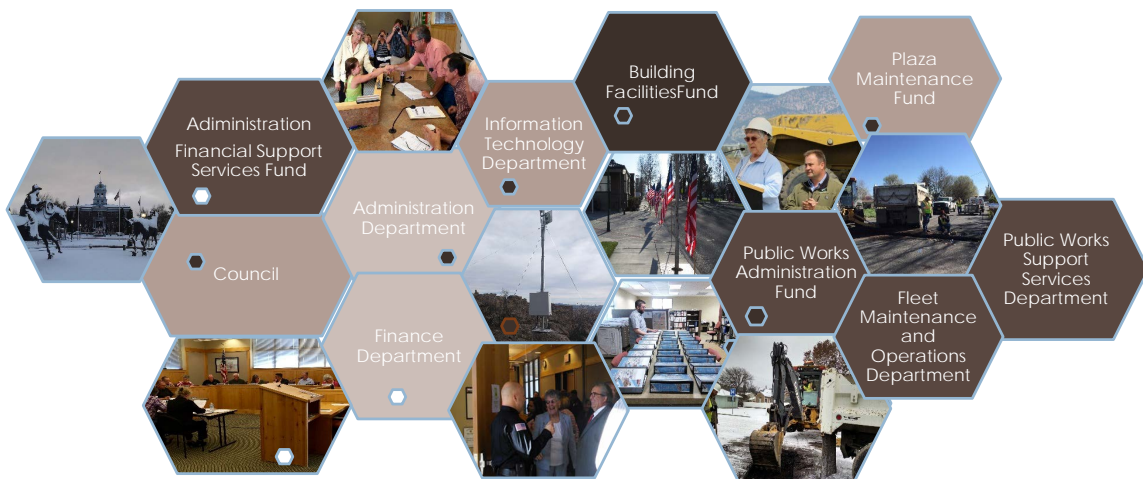 Adiministration
Financial Support
Services Fund
Council
Administration
Department
Finance
Department
Information
Technology
Department
Building
FacilitiesFund
Plaza
Maintenance
Fund
Public Works
Administration
Fund
Fleet
Maintenance
and
Operations
Department
Public Works
Support
Services
Department